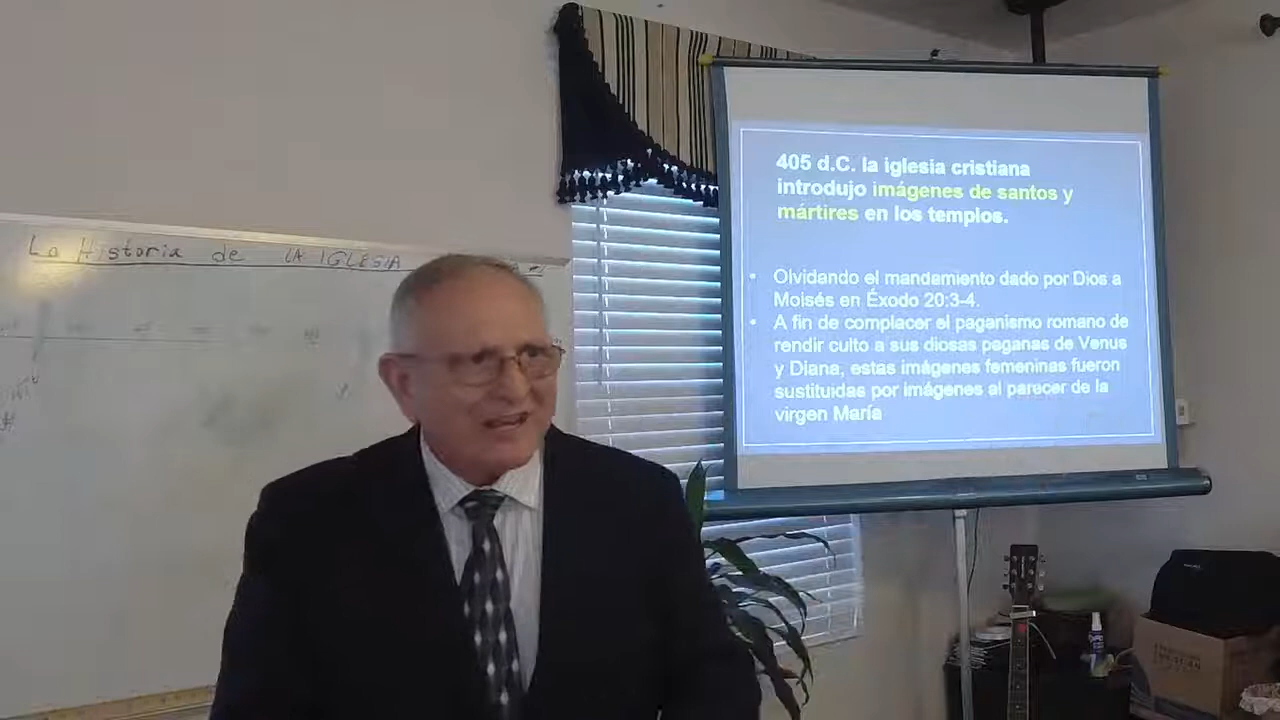 La Historia de LA IGLESIA
405 d.C. la iglesia cristiana
introdujo imágenes de santos y
mártires en los templos.
• Olvidando el mandamiento dado por Dios a
Moisés en Éxodo 20:3-4.
• A fin de complacer el paganismo romano de
rendir culto a sus diosas paganas de Venus
y Diana, estas imágenes femeninas fueron
sustituidas por imágenes al parecer de la
virgen María